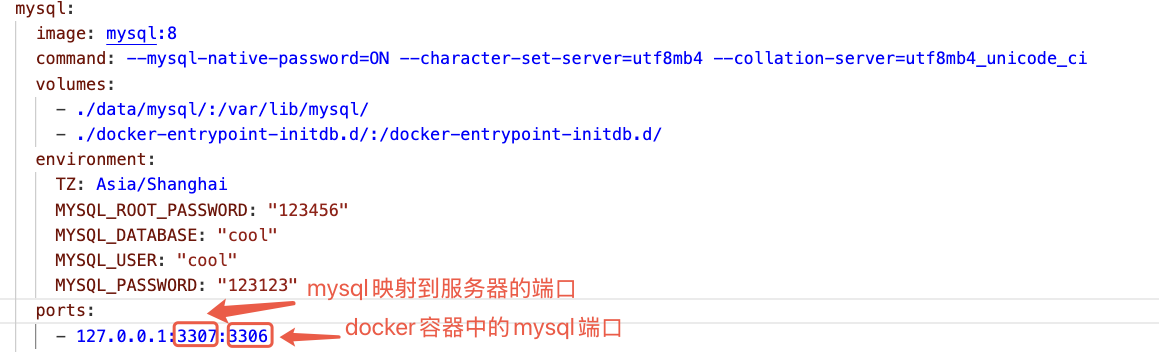 mysql:
image: mysql:8
command: --mysql-native-password=ON --character-set-server=utf8mb4 --collation-server=utf8mb4_unicode_ci
volumes:
- ./data/mysql/:/var/lib/mysql/
- ./docker-entrypoint-initdb.d/:/docker-entrypoint-initdb.d/
environment:
TZ: Asia/Shanghai
MYSQL_ROOT_PASSWORD: "123456"
MYSQL_DATABASE: "cool"
MYSQL_USER: "cool"
MYSQL_PASSWORD: "123123"
mysql映射到服务器的端口
ports:
- 127.0.0.1:3307:3306
docker容器中的mysql端口